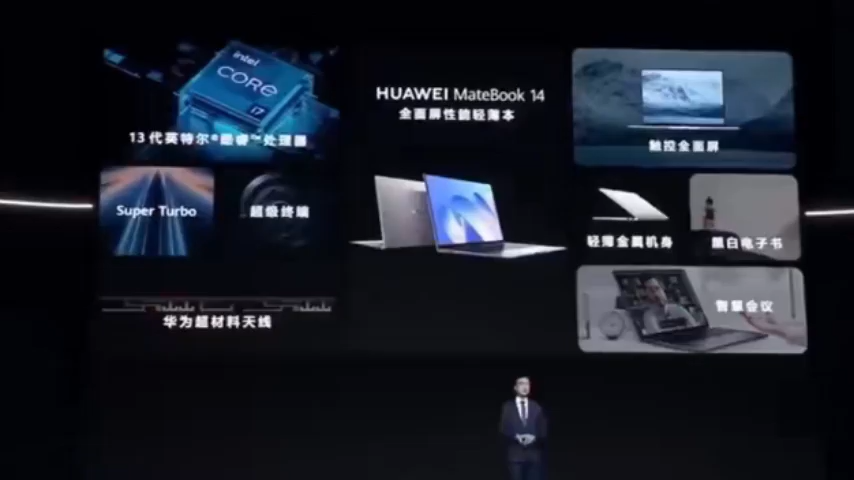 intel
CORE
i7
13 代英特尔®酷睿™处理器
Super Turbo
超级终端
华为超材料天线
HUAWEI MateBook 14
全面屏性能轻薄本
触控全面屏
轻薄金属机身
黑白电子书
智慧会议